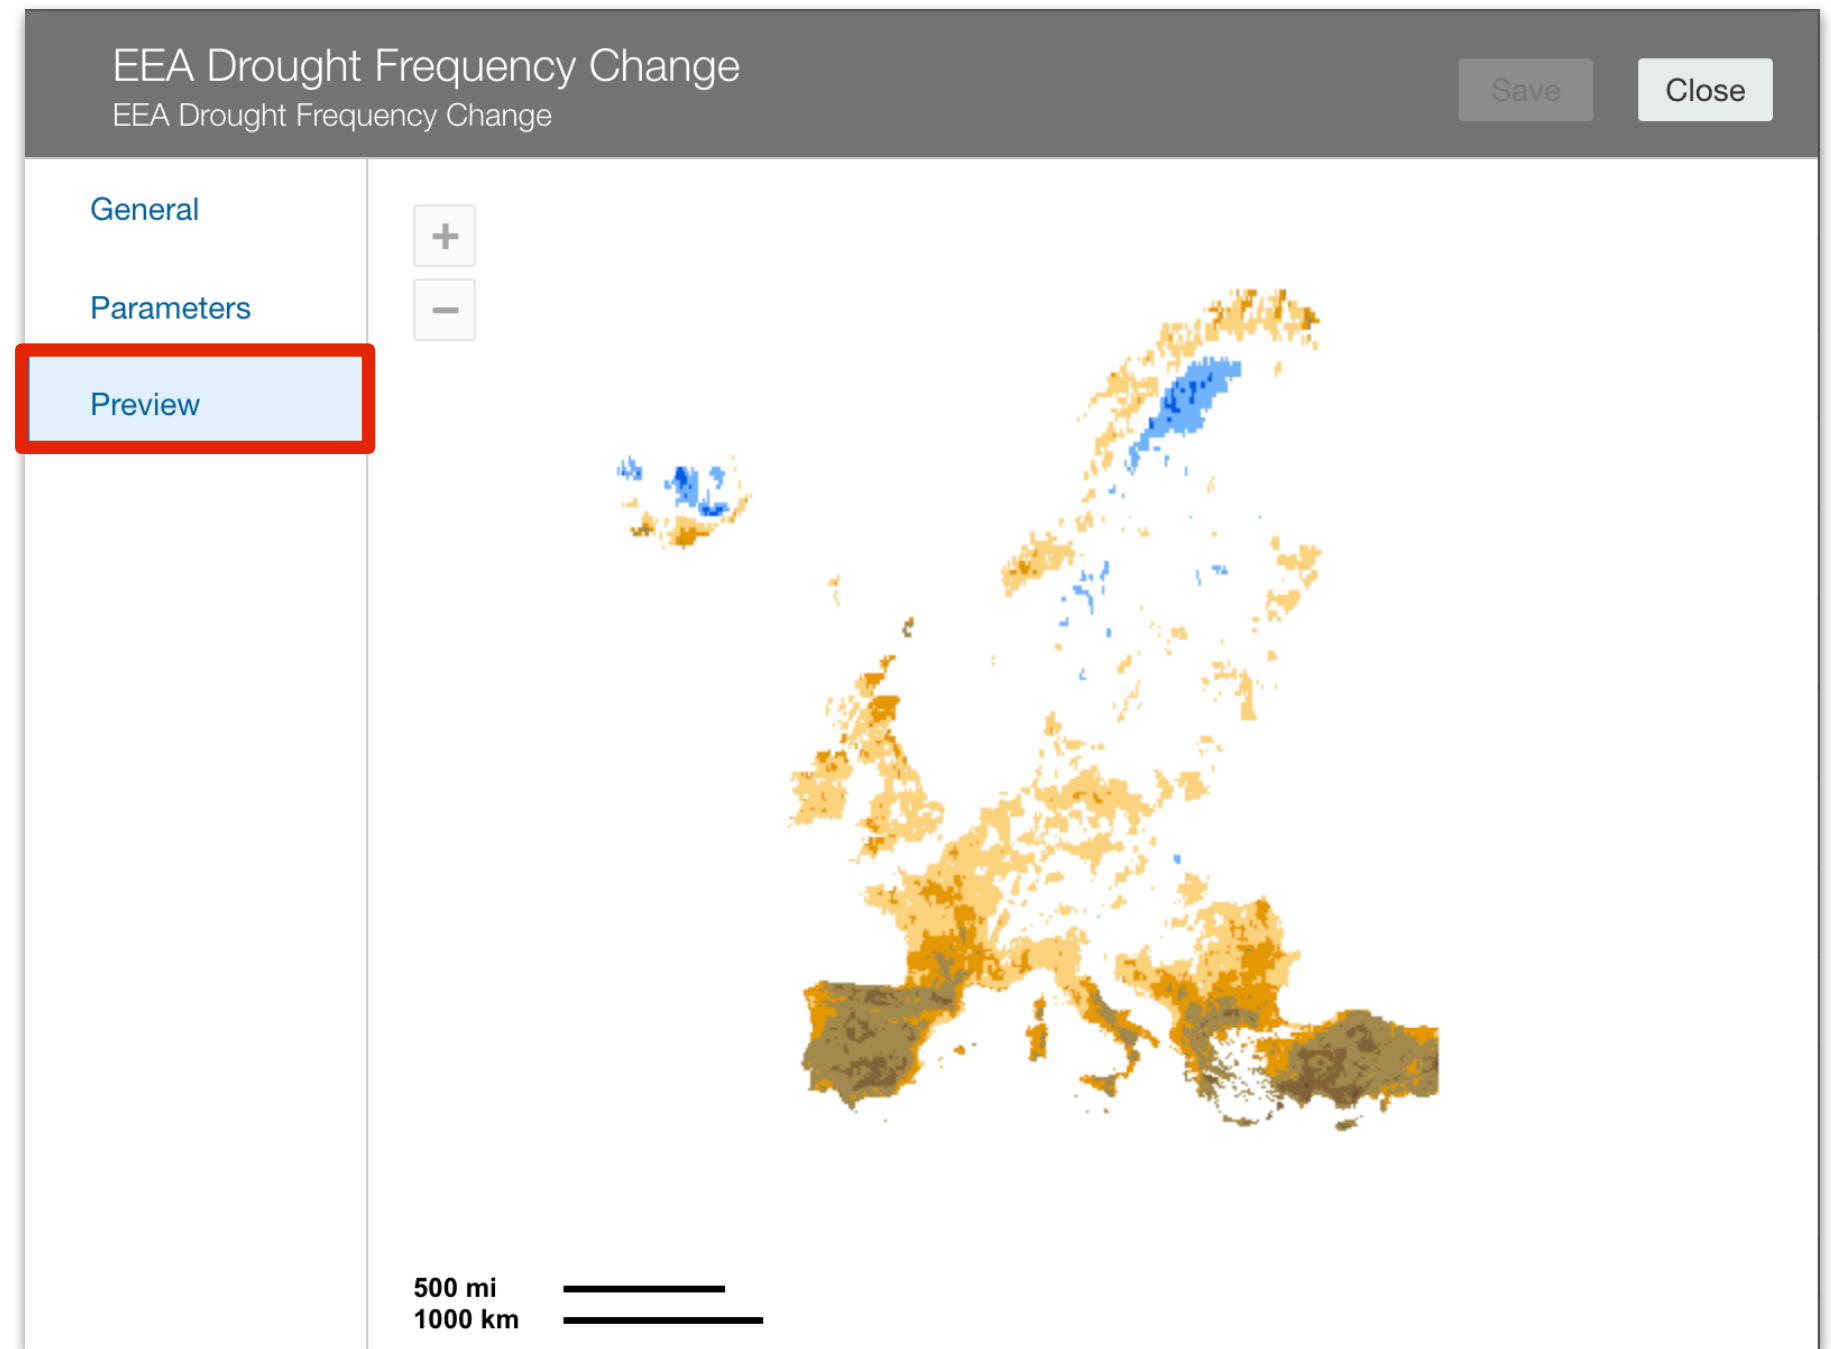 EEA Drought Frequency Change
EEA Drought Frequency Change
Save
Close
General
Parameters
Preview
+
−
500 mi
1000 km